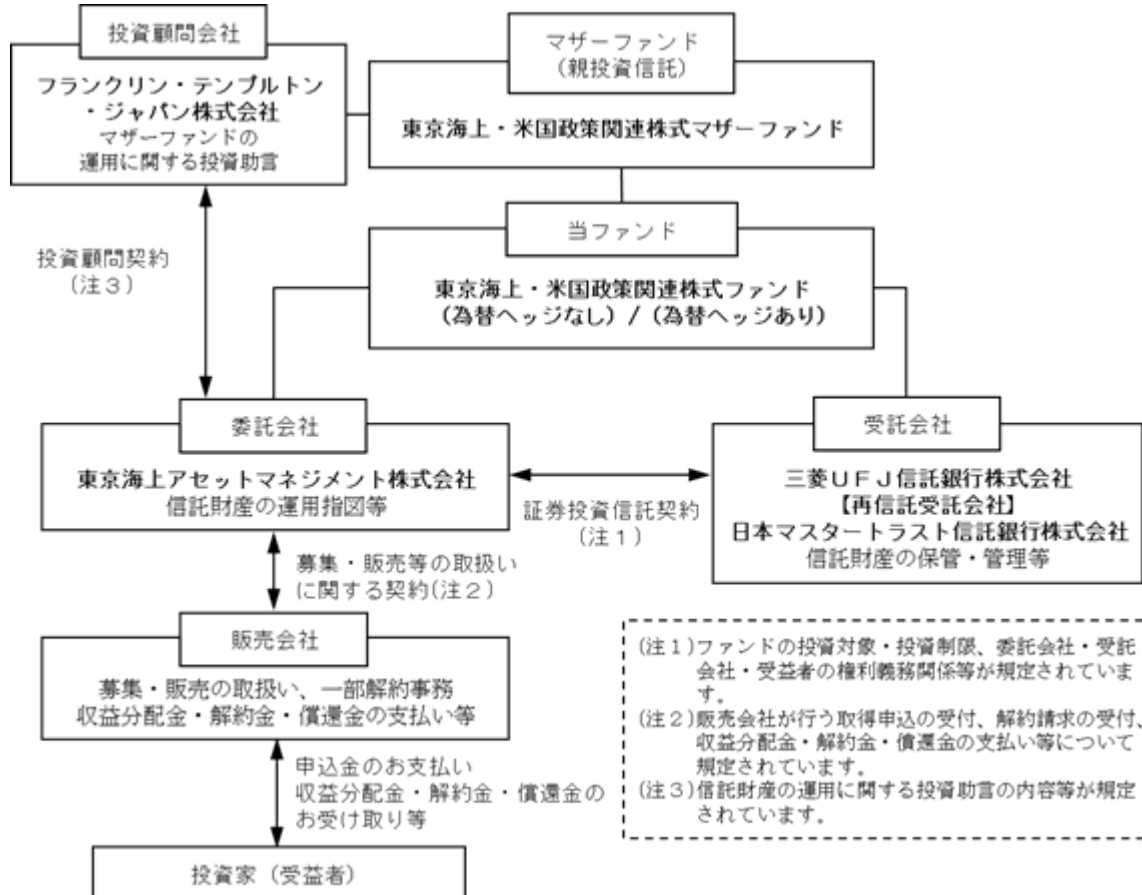 投資顧問会社
フランクリン・テンプルトン
・ジャパン株式会社
マザーファンドの
運用に関する投資助言
マザーファンド
(親投資信託)
東京海上・米国政策関連株式マザーファンド
当ファンド
東京海上・米国政策関連株式ファンド
(為替ヘッジなし) / (為替ヘッジあり)
投資顧問契約
(注3)
委託会社
東京海上アセットマネジメント株式会社
信託財産の運用指図等
証券投資信託契約
(注1)
受託会社
三菱UFJ信託銀行株式会社
【再信託受託会社】
日本マスタートラスト信託銀行株式会社
信託財産の保管・管理等
募集・販売等の取扱い
に関する契約(注2)
販売会社
募集・販売の取扱い、一部解約事務
収益分配金・解約金・償還金の支払い等
申込金のお支払い
収益分配金・解約金・償還金の
お受け取り等
投資家(受益者)
(注1)ファンドの投資対象・投資制限、委託会社・受託
会社・受益者の権利義務関係等が規定されていま
す。
(注2)販売会社が行う取得申込の受付、解約請求の受付、
収益分配金・解約金・償還金の支払い等について
規定されています。
(注3)信託財産の運用に関する投資助言の内容等が規定
されています。